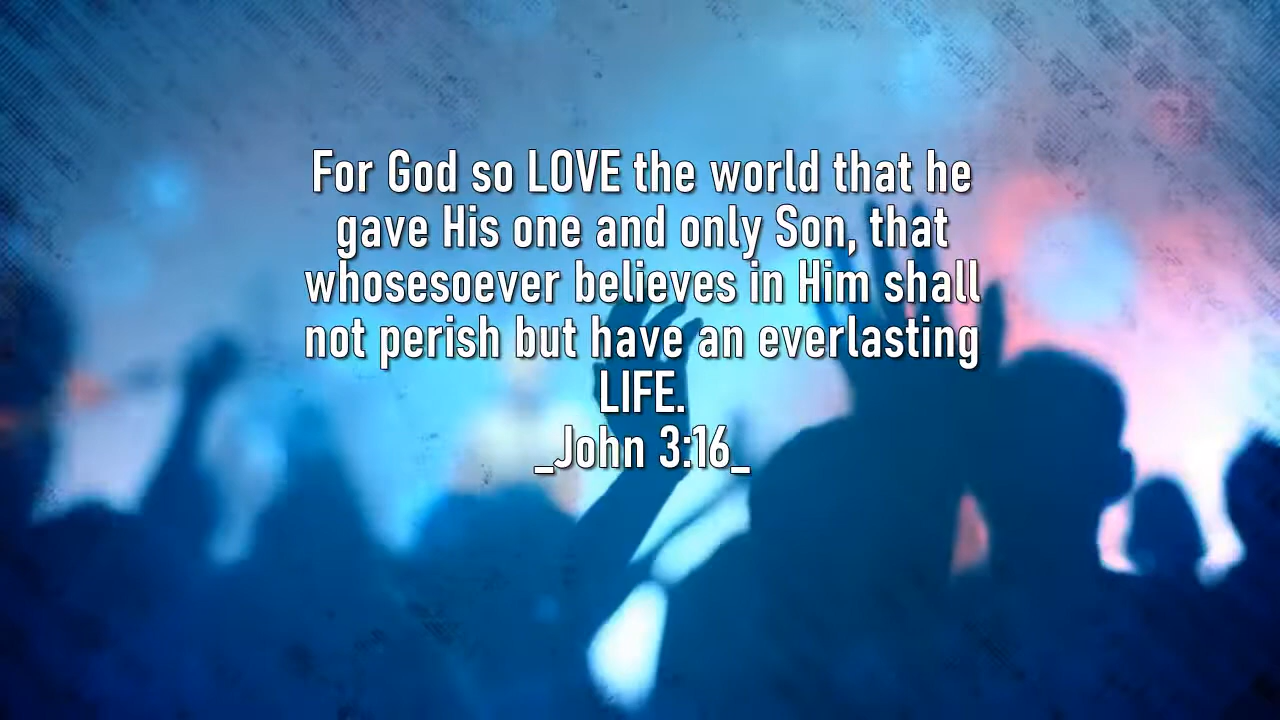 For God so LOVE the world that he
gave His one and only Son, that
whosesoever believes in Him shall
not perish but have an everlasting
LIFE.
_John 3:16_